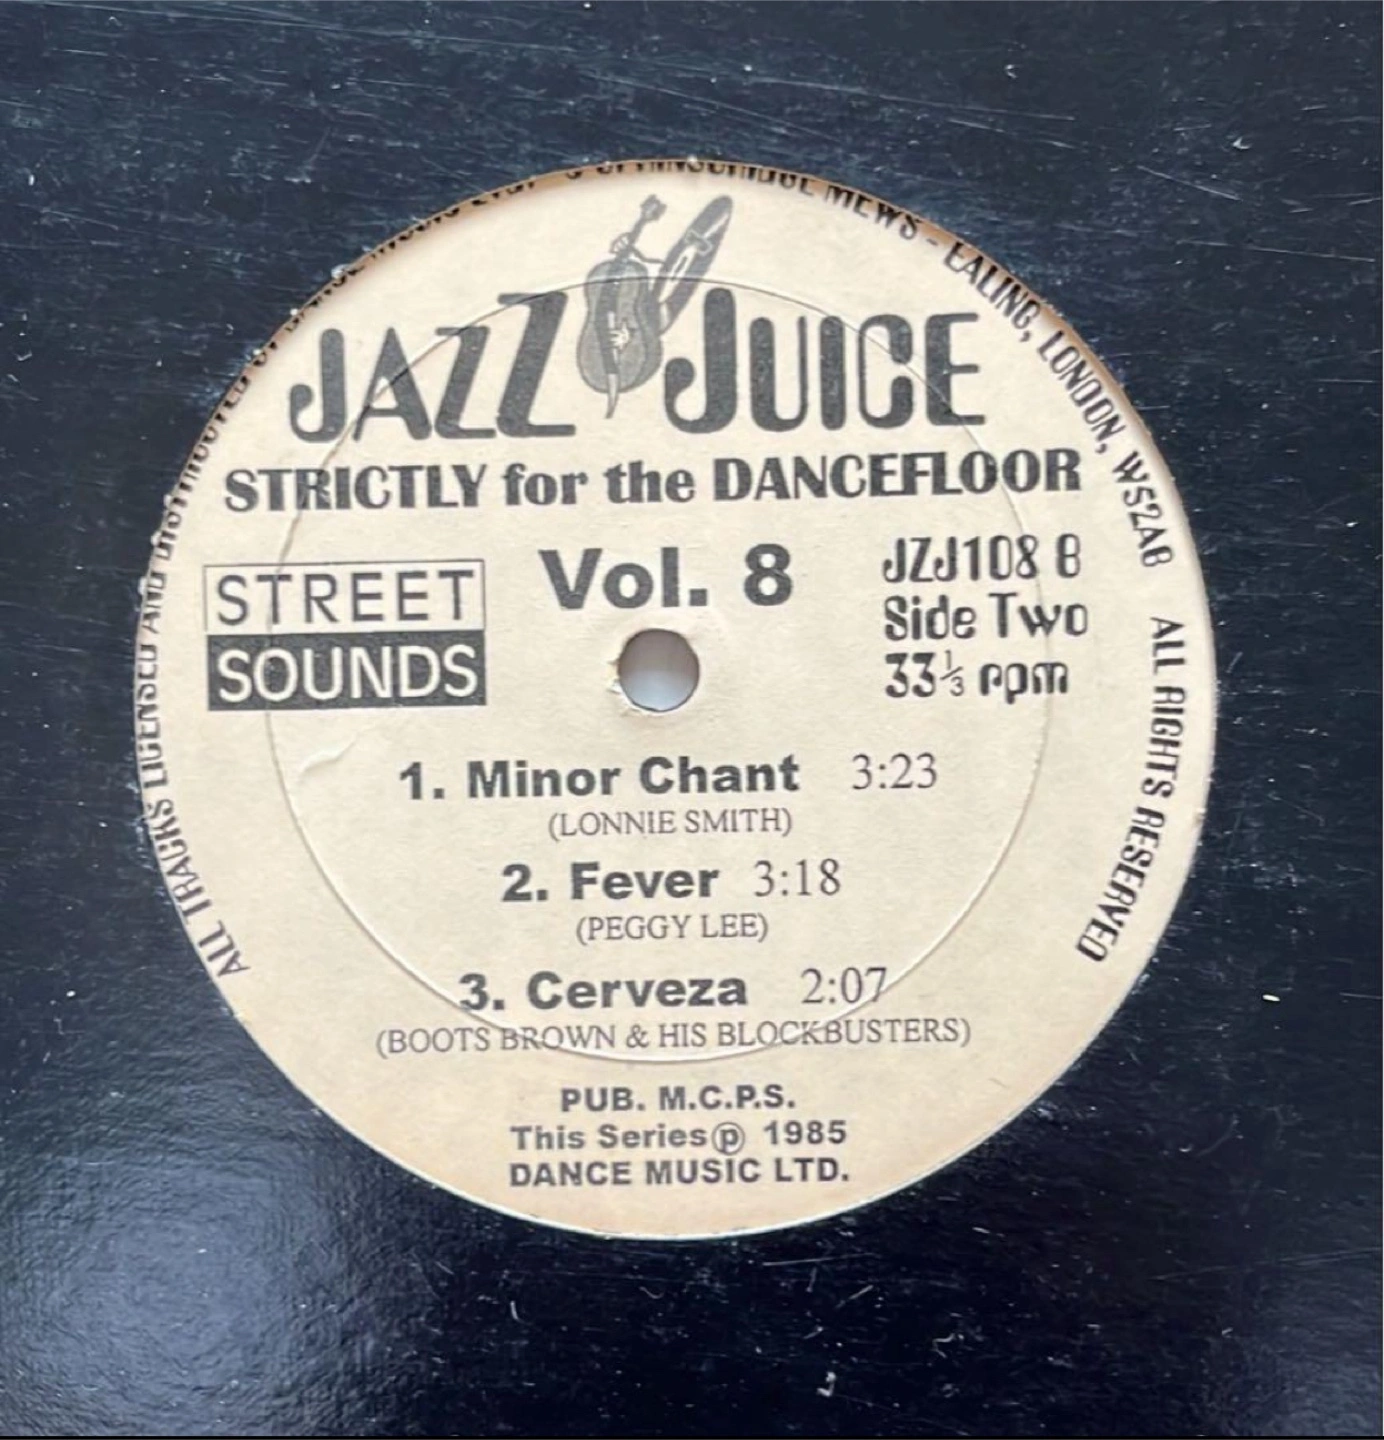 JAZZ JUICE
STRICTLY for the DANCEFLOOR
STREET
SOUNDS
Vol. 8
JZJ108 B
Side Two
33⅓ rpm
1. Minor Chant 3:23
(LONNIE SMITH)
2. Fever 3:18
(PEGGY LEE)
3. Cerveza 2:07
(BOOTS BROWN & HIS BLOCKBUSTERS)
PUB. M.C.P.S.
This Series ℗ 1985
DANCE MUSIC LTD.
ALL TRACKS LICENSED AND DISTRIBUTED MEWS - EALING, LONDON, W52AB ALL RIGHTS RESERVED